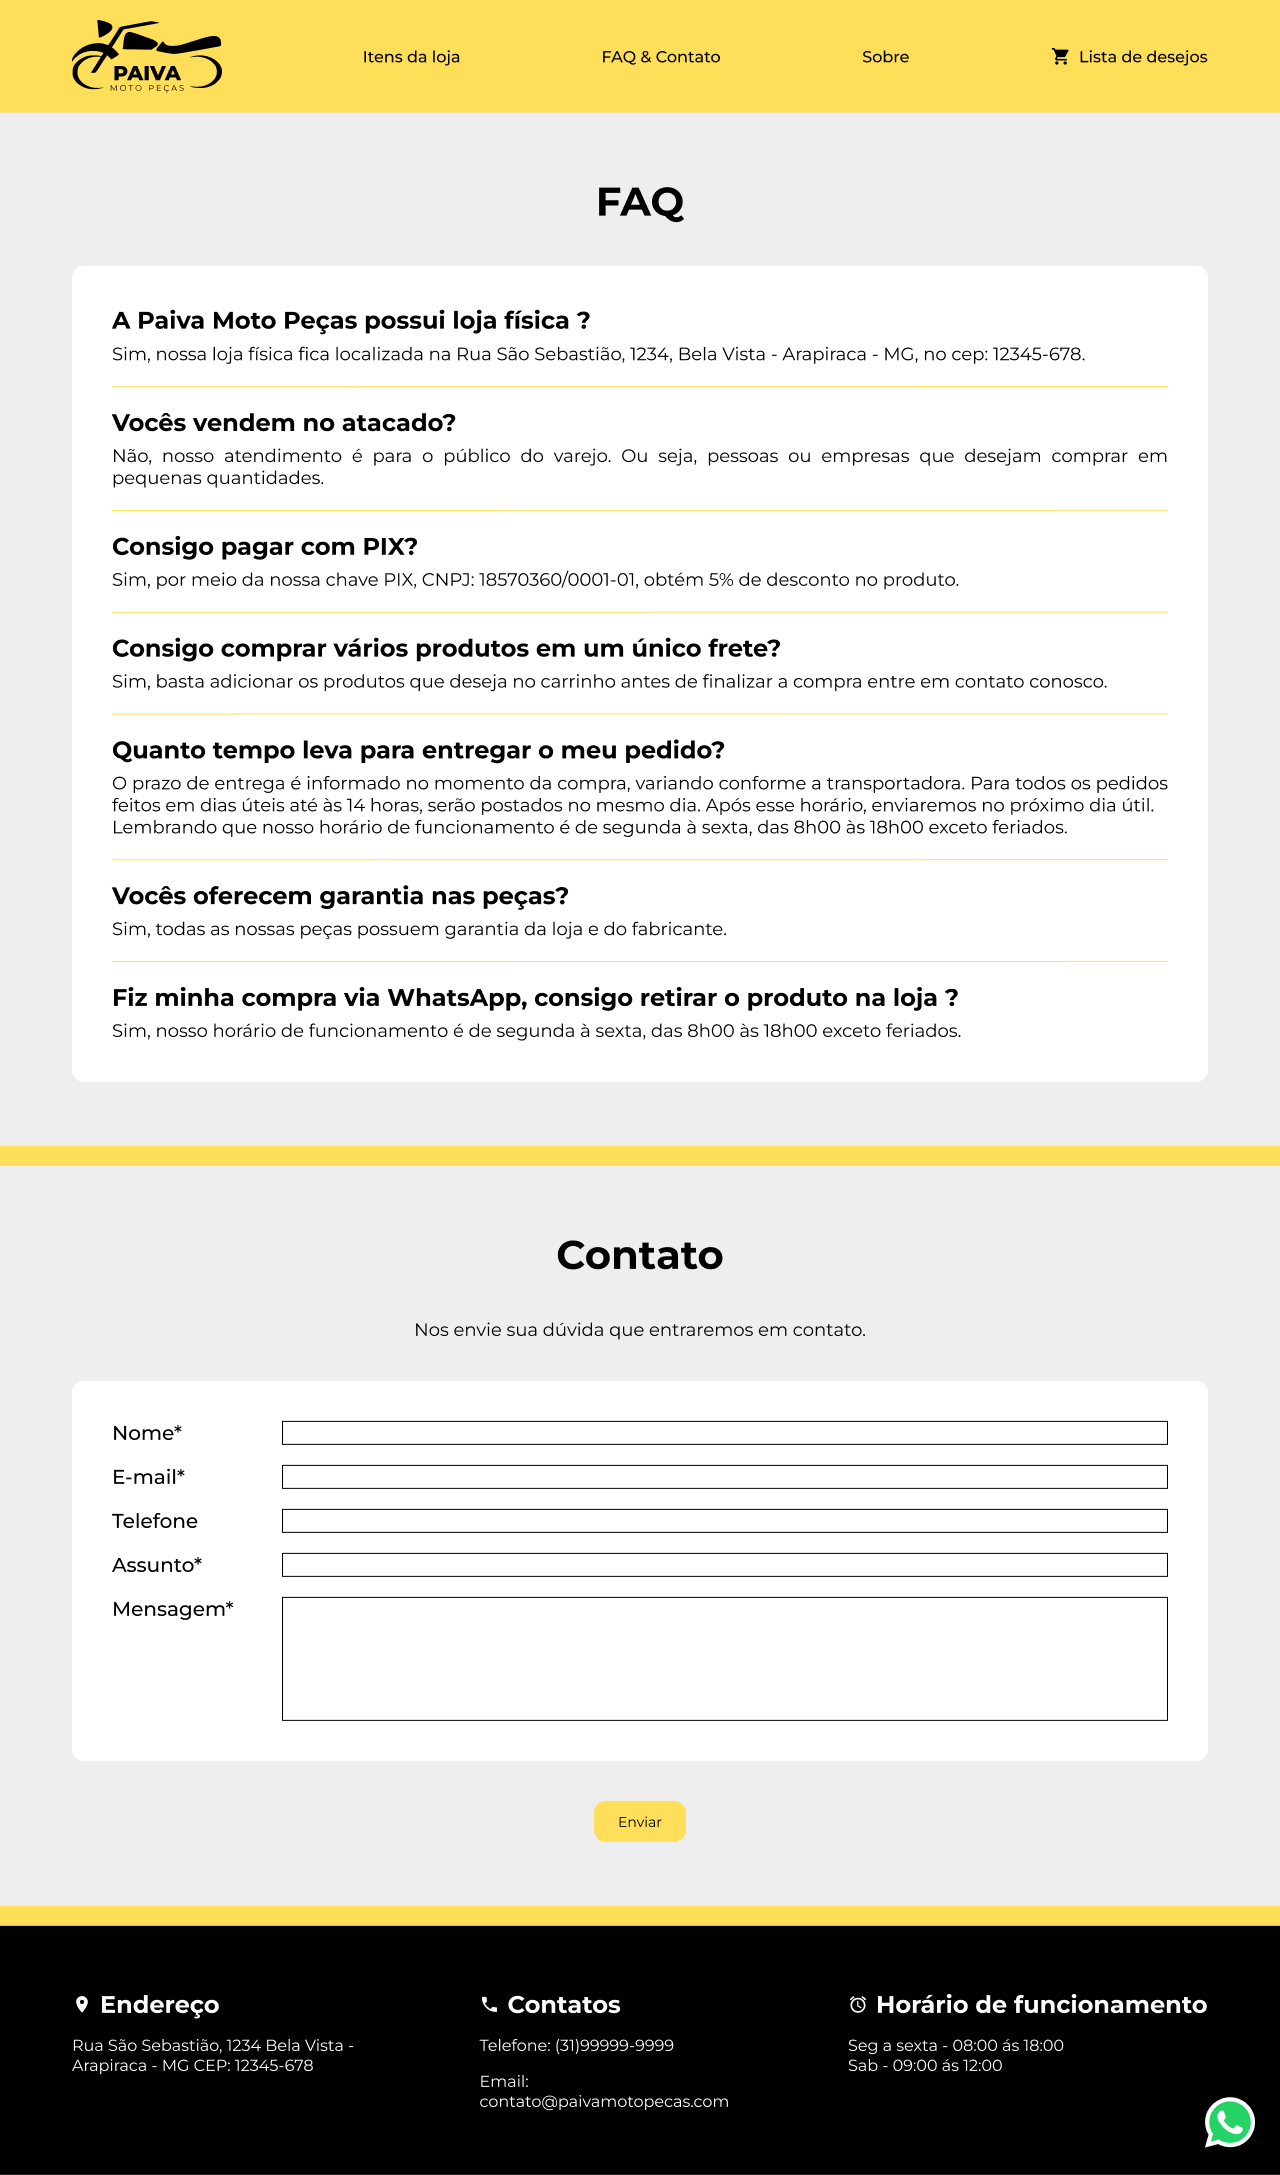 PAIVA
MOTO PEÇAS
Itens da loja
FAQ & Contato
Sobre
Lista de desejos
FAQ
A Paiva Moto Peças possui loja física ?
Sim, nossa loja física fica localizada na Rua São Sebastião, 1234, Bela Vista - Arapiraca - MG, no cep: 12345-678.
Vocês vendem no atacado?
Não, nosso atendimento é para o público do varejo. Ou seja, pessoas ou empresas que desejam comprar em
pequenas quantidades.
Consigo pagar com PIX?
Sim, por meio da nossa chave PIX, CNPJ: 18570360/0001-01, obtém 5% de desconto no produto.
Consigo comprar vários produtos em um único frete?
Sim, basta adicionar os produtos que deseja no carrinho antes de finalizar a compra entre em contato conosco.
Quanto tempo leva para entregar o meu pedido?
O prazo de entrega é informado no momento da compra, variando conforme a transportadora. Para todos os pedidos
feitos em dias úteis até às 14 horas, serão postados no mesmo dia. Após esse horário, enviaremos no próximo dia útil.
Lembrando que nosso horário de funcionamento é de segunda à sexta, das 8h00 às 18h00 exceto feriados.
Vocês oferecem garantia nas peças?
Sim, todas as nossas peças possuem garantia da loja e do fabricante.
Fiz minha compra via WhatsApp, consigo retirar o produto na loja ?
Sim, nosso horário de funcionamento é de segunda à sexta, das 8h00 às 18h00 exceto feriados.
Contato
Nos envie sua dúvida que entraremos em contato.
Nome*
E-mail*
Telefone
Assunto*
Mensagem*
Enviar
Endereço
Rua São Sebastião, 1234 Bela Vista -
Arapiraca - MG CEP: 12345-678
Contatos
Telefone: (31)99999-9999
Email:
contato@paivamotopecas.com
Horário de funcionamento
Seg a sexta - 08:00 ás 18:00
Sab - 09:00 ás 12:00